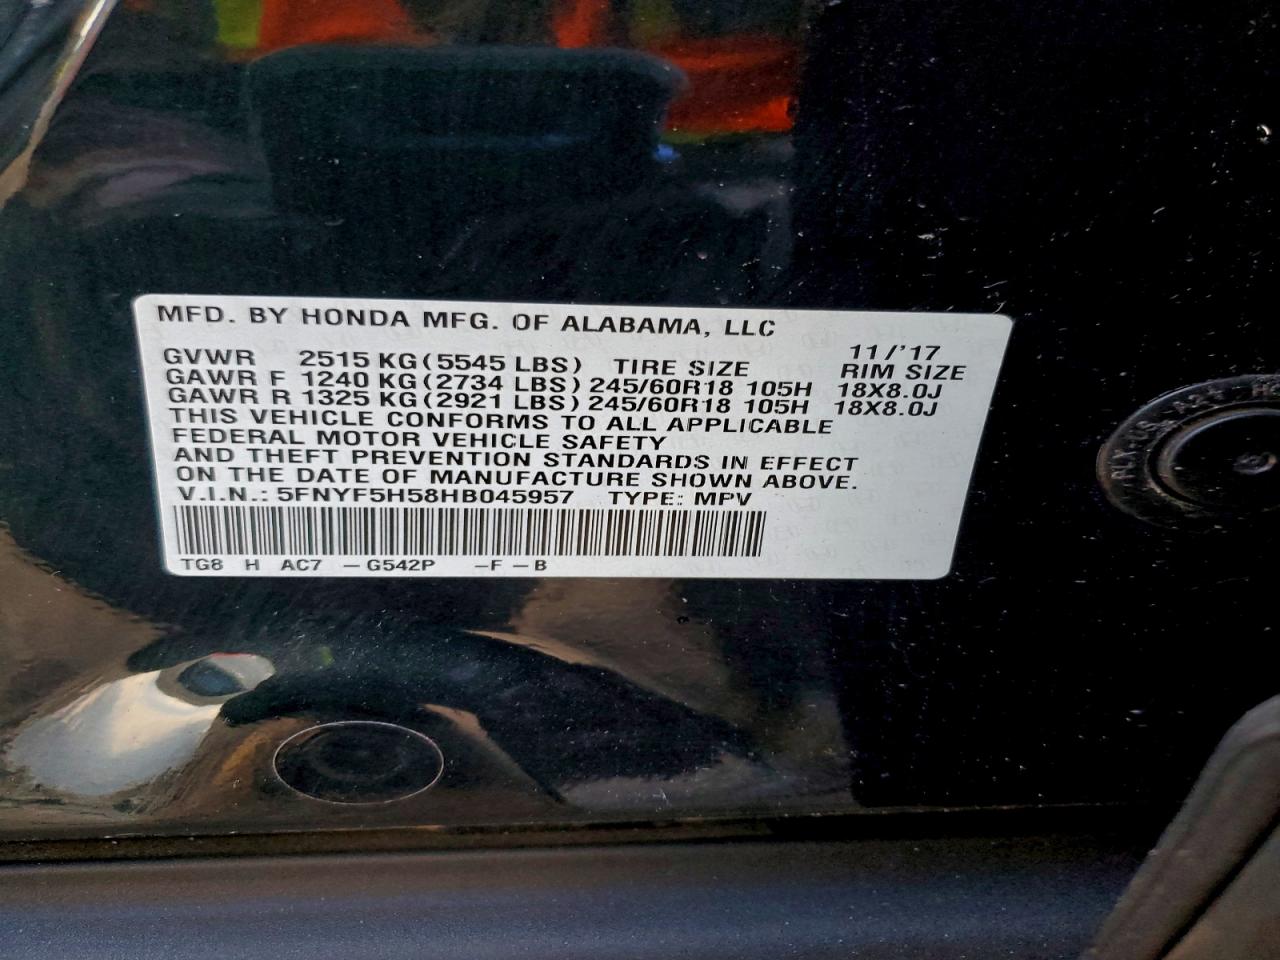 MFD. BY HONDA MFG. OF ALABAMA, LLC
11/'17
GVWR 2515 KG (5545 LBS) TIRE SIZE RIM SIZE
GAWR F 1240 KG (2734 LBS) 245/60R18 105H 18X8.0J
GAWR R 1325 KG (2921 LBS) 245/60R18 105H 18X8.0J
THIS VEHICLE CONFORMS TO ALL APPLICABLE
FEDERAL MOTOR VEHICLE SAFETY
AND THEFT PREVENTION STANDARDS IN EFFECT
ON THE DATE OF MANUFACTURE SHOWN ABOVE.
V.I.N.: 5FNYF5H58HB045957 TYPE: MPV
TG8 H AC7 -G542P -F-B